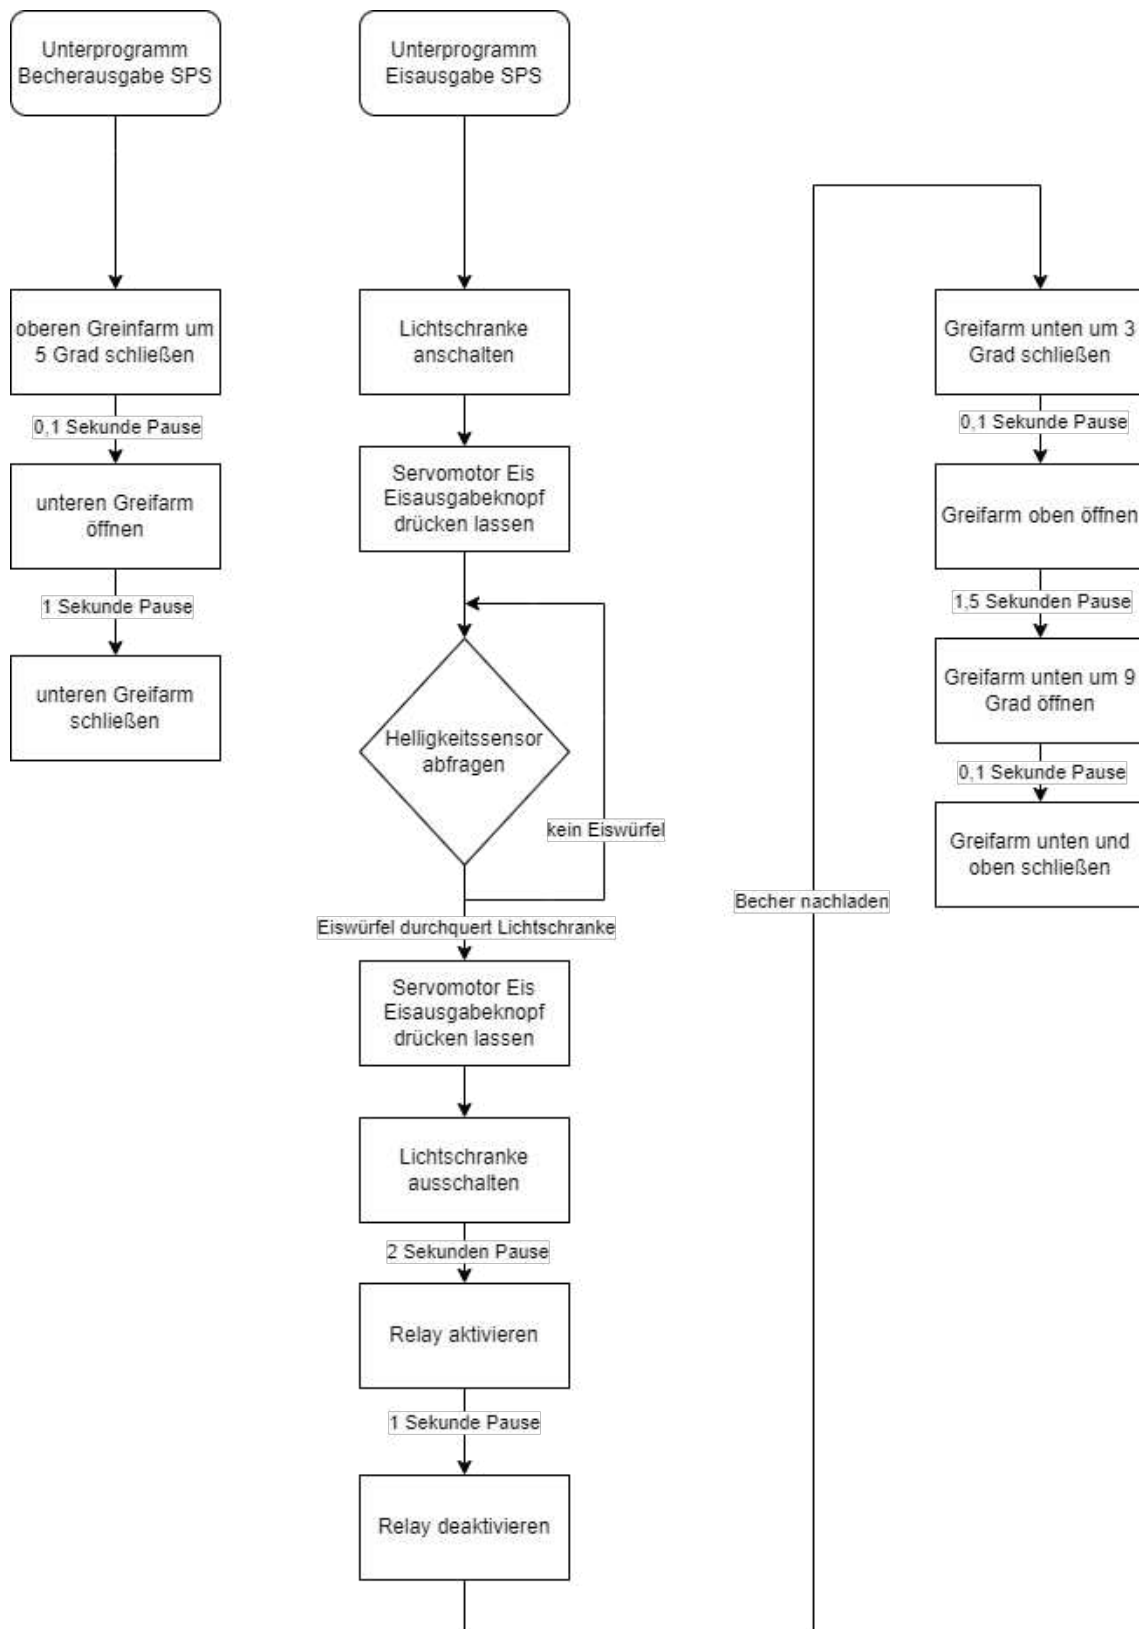 Unterprogramm
Becherausgabe SPS
oberen Greinfarm um
5 Grad schließen
0,1 Sekunde Pause
unteren Greifarm
öffnen
1 Sekunde Pause
unteren Greifarm
schließen
Unterprogramm
Eisausgabe SPS
Lichtschranke
anschalten
Servomotor Eis
Eisausgabeknopf
drücken lassen
Helligkeitssensor
abfragen
kein Eiswürfel
Eiswürfel durchquert Lichtschranke
Servomotor Eis
Eisausgabeknopf
drücken lassen
Lichtschranke
ausschalten
2 Sekunden Pause
Relay aktivieren
1 Sekunde Pause
Relay deaktivieren
Becher nachladen
Greifarm unten um 3
Grad schließen
0,1 Sekunde Pause
Greifarm oben öffnen
1,5 Sekunden Pause
Greifarm unten um 9
Grad öffnen
0,1 Sekunde Pause
Greifarm unten und
oben schließen